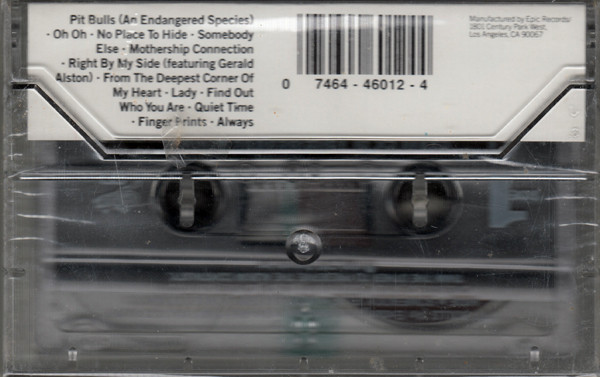 Pit Bulls (An Endangered Species)
· Oh Oh · No Place To Hide · Somebody
Else · Mothership Connection
· Right By My Side (featuring Gerald
Alston) · From The Deepest Corner Of
My Heart · Lady · Find Out
Who You Are · Quiet Time
· Finger Prints · Always
0 7464 - 46012 - 4
Manufactured by Epic Records/
1801 Century Park West,
Los Angeles, CA 90067